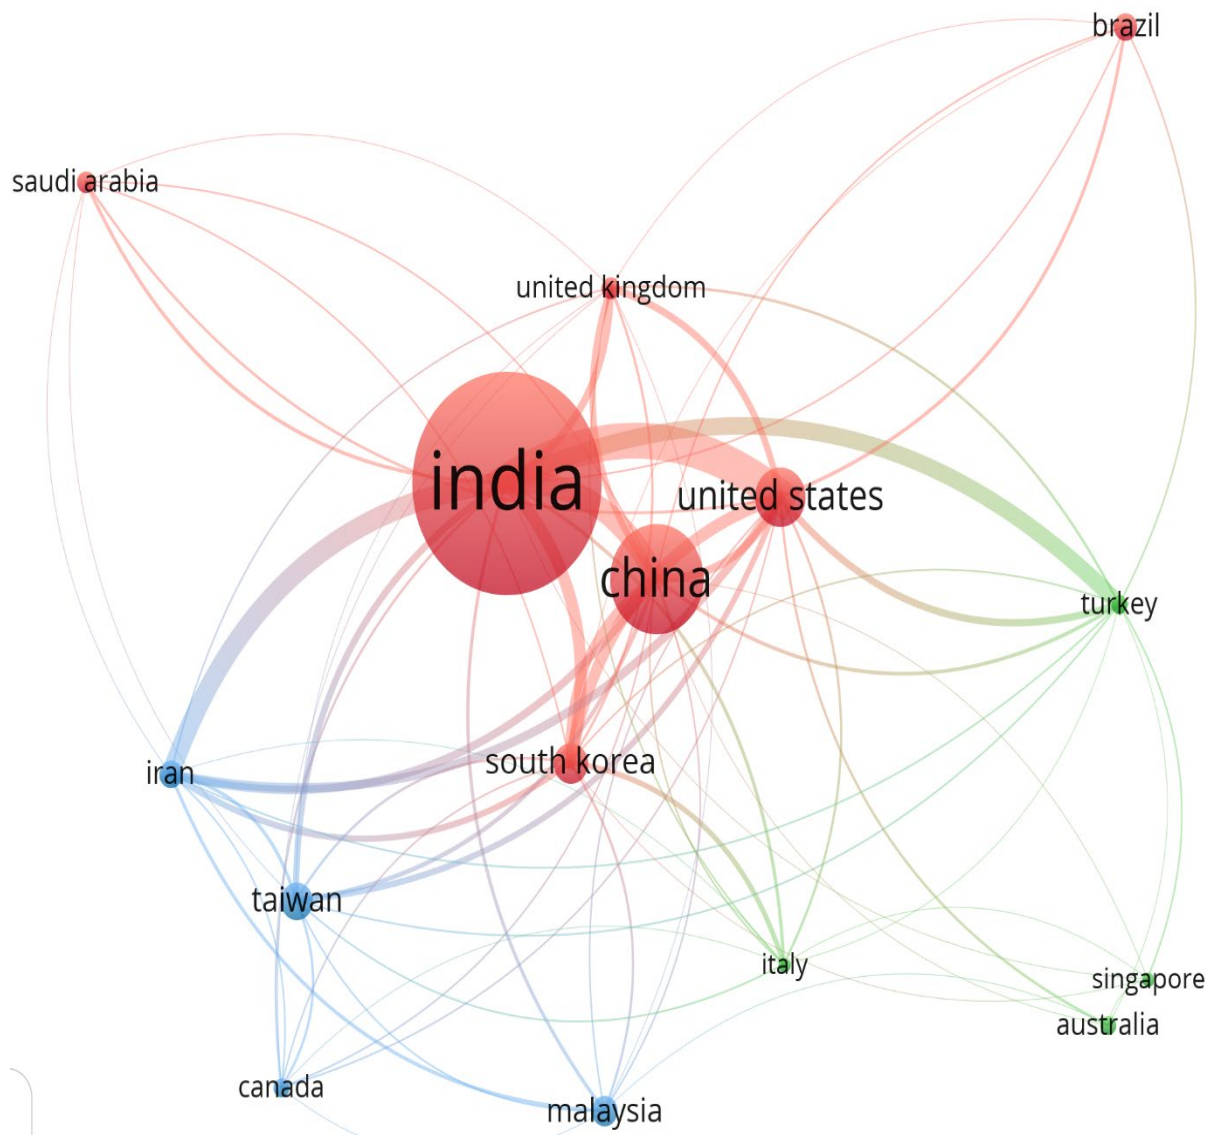 brazil
saudi arabia
united kingdom
india
united states
china
turkey
south korea
iran
taiwan
italy
singapore
australia
canada
malaysia